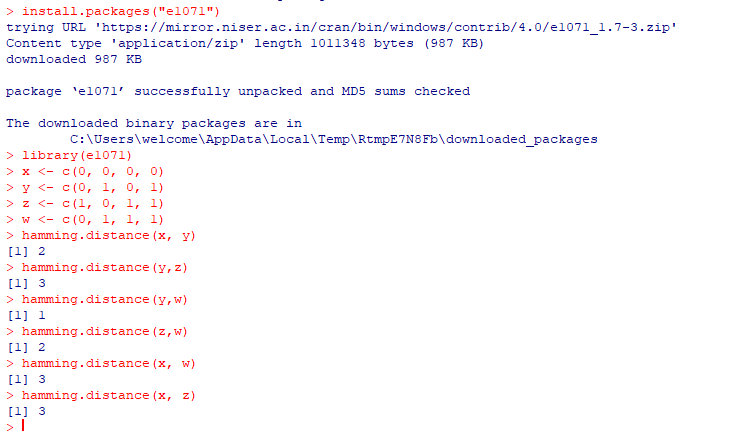 > install.packages("e1071")
trying URL 'https://mirror.niser.ac.in/cran/bin/windows/contrib/4.0/e1071_1.7-3.zip'
Content type 'application/zip' length 1011348 bytes (987 KB)
downloaded 987 KB
package ‘e1071’ successfully unpacked and MD5 sums checked
The downloaded binary packages are in
C:\Users\welcome\AppData\Local\Temp\RtmpE7N8Fb\downloaded_packages
> library(e1071)
> x <- c(0, 0, 0, 0)
> y <- c(0, 1, 0, 1)
> z <- c(1, 0, 1, 1)
> w <- c(0, 1, 1, 1)
> hamming.distance(x, y)
[1] 2
> hamming.distance(y,z)
[1] 3
> hamming.distance(y,w)
[1] 1
> hamming.distance(z,w)
[1] 2
> hamming.distance(x, w)
[1] 3
> hamming.distance(x, z)
[1] 3
>